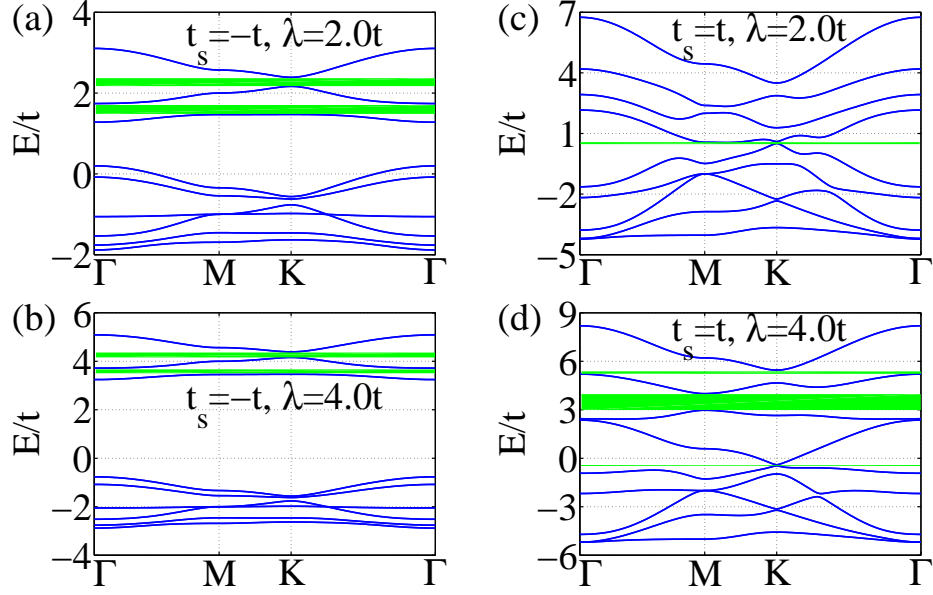 (a)
t_s=−t, λ=2.0t
E/t
4
2
0
−2
Γ M K Γ
(c)
t_s=t, λ=2.0t
E/t
7
4
1
−2
−5
Γ M K Γ
(b)
t_s=−t, λ=4.0t
E/t
6
4
2
0
−2
−4
Γ M K Γ
(d)
t_s=t, λ=4.0t
E/t
9
6
3
0
−3
−6
Γ M K Γ